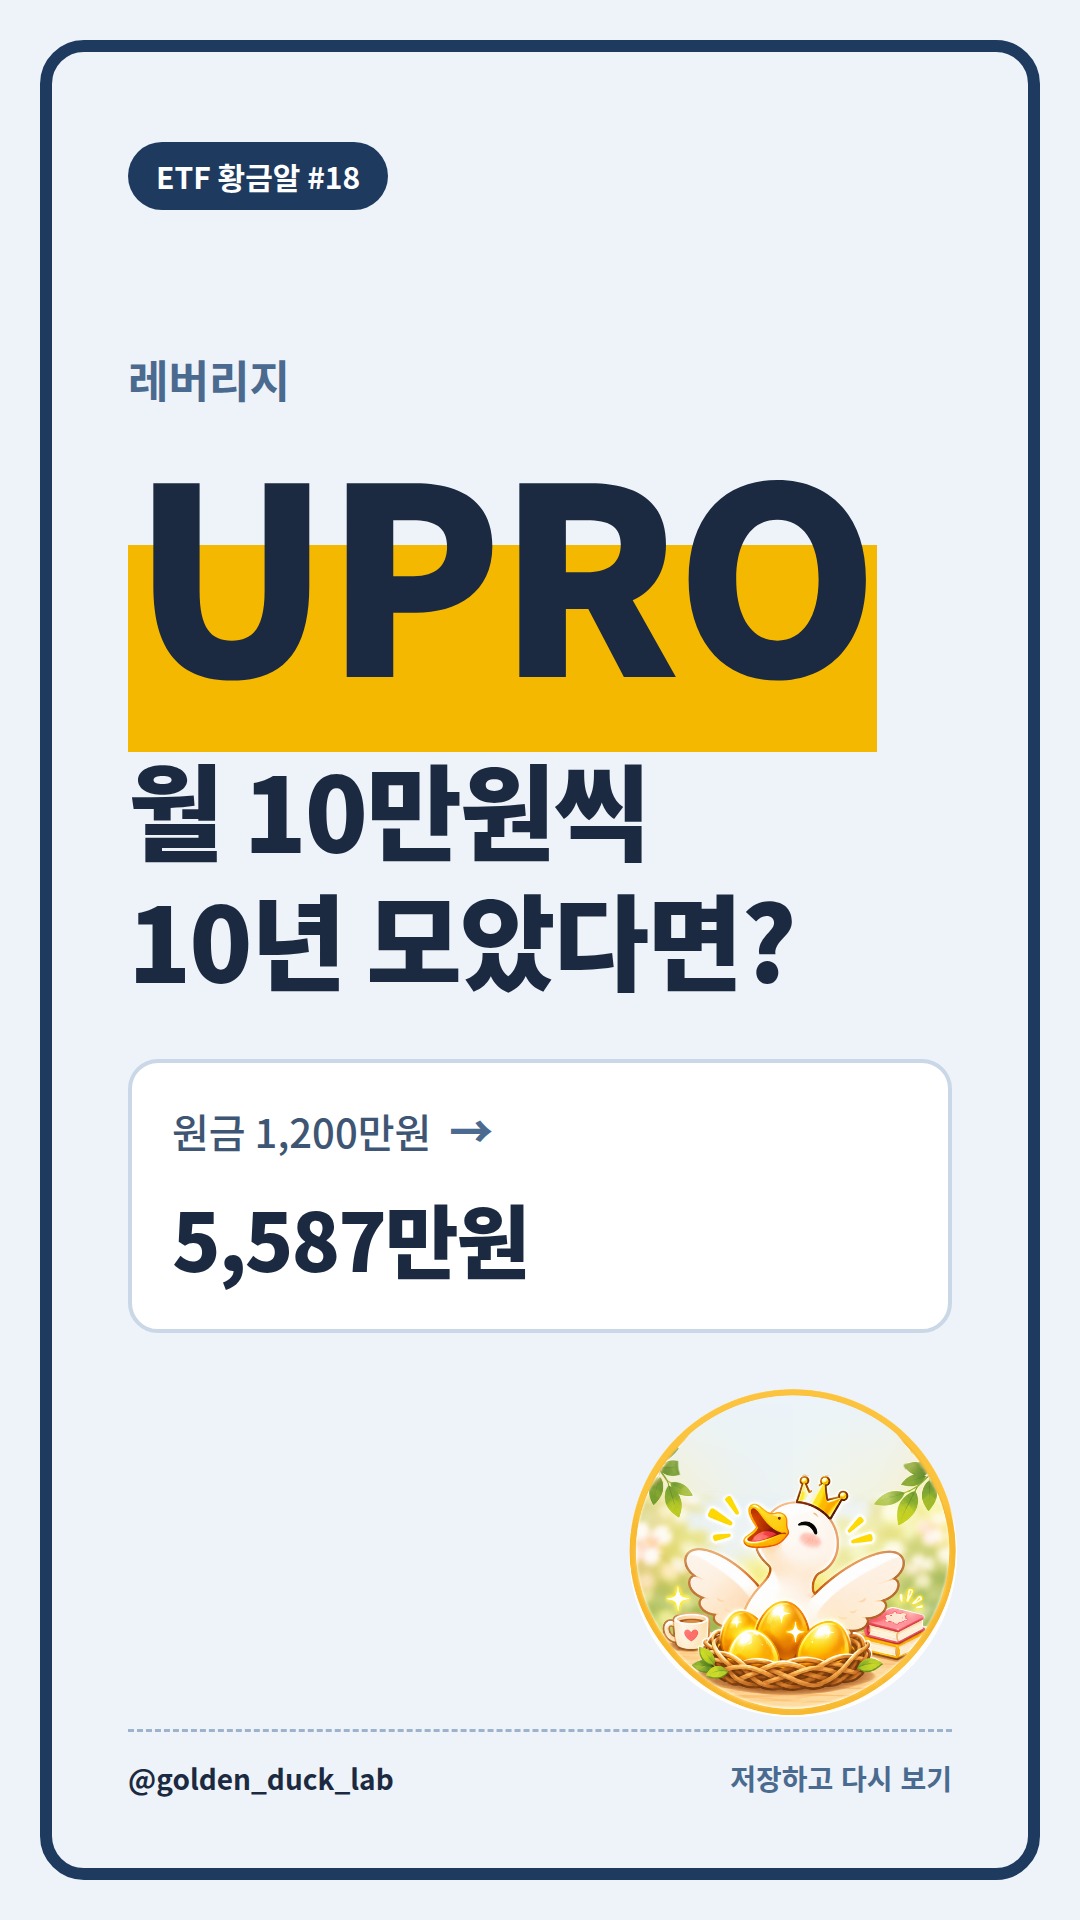 ETF 황금알 #18
레버리지
UPRO
월 10만원씩
10년 모았다면?
원금 1,200만원 →
5,587만원
@golden_duck_lab
저장하고 다시 보기